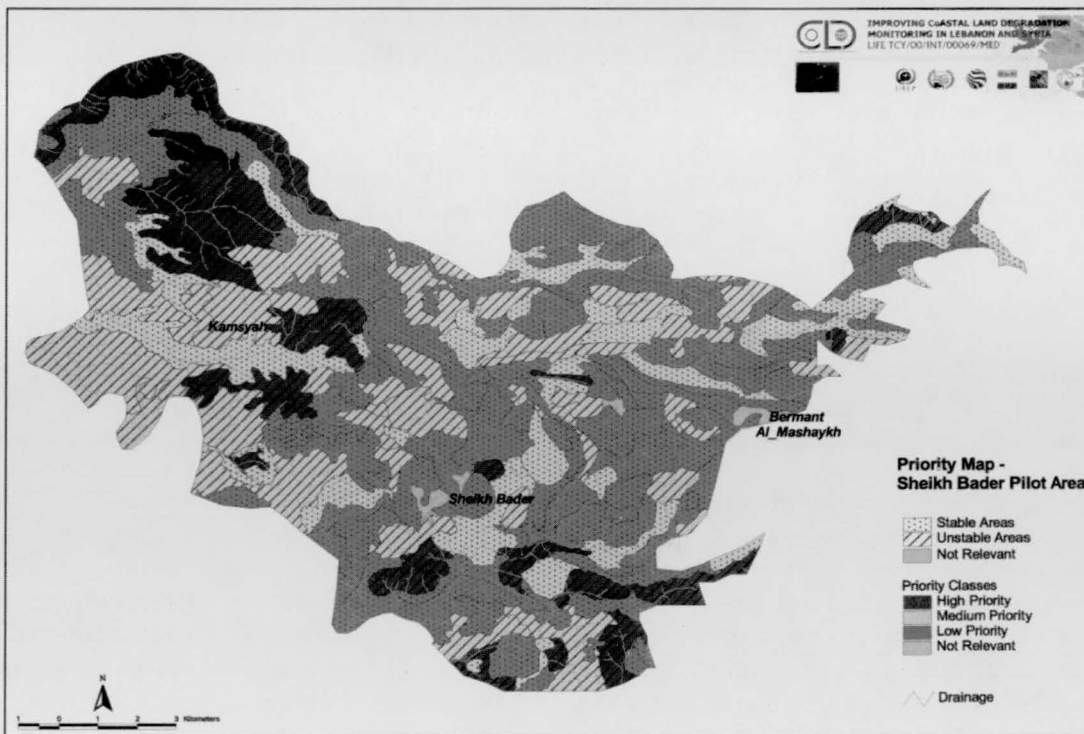 CLD
IMPROVING CoASTAL LAND DEGRADATION
MONITORING IN LEBANON AND SYRIA
LIFE TCY/00/INT/00069/MED
Kamsyah
Bermant
Al_Mashaykh
Sheikh Bader
Priority Map -
Sheikh Bader Pilot Area
Stable Areas
Unstable Areas
Not Relevant
Priority Classes
High Priority
Medium Priority
Low Priority
Not Relevant
Drainage
N
1 0 1 2 3 Kilometers